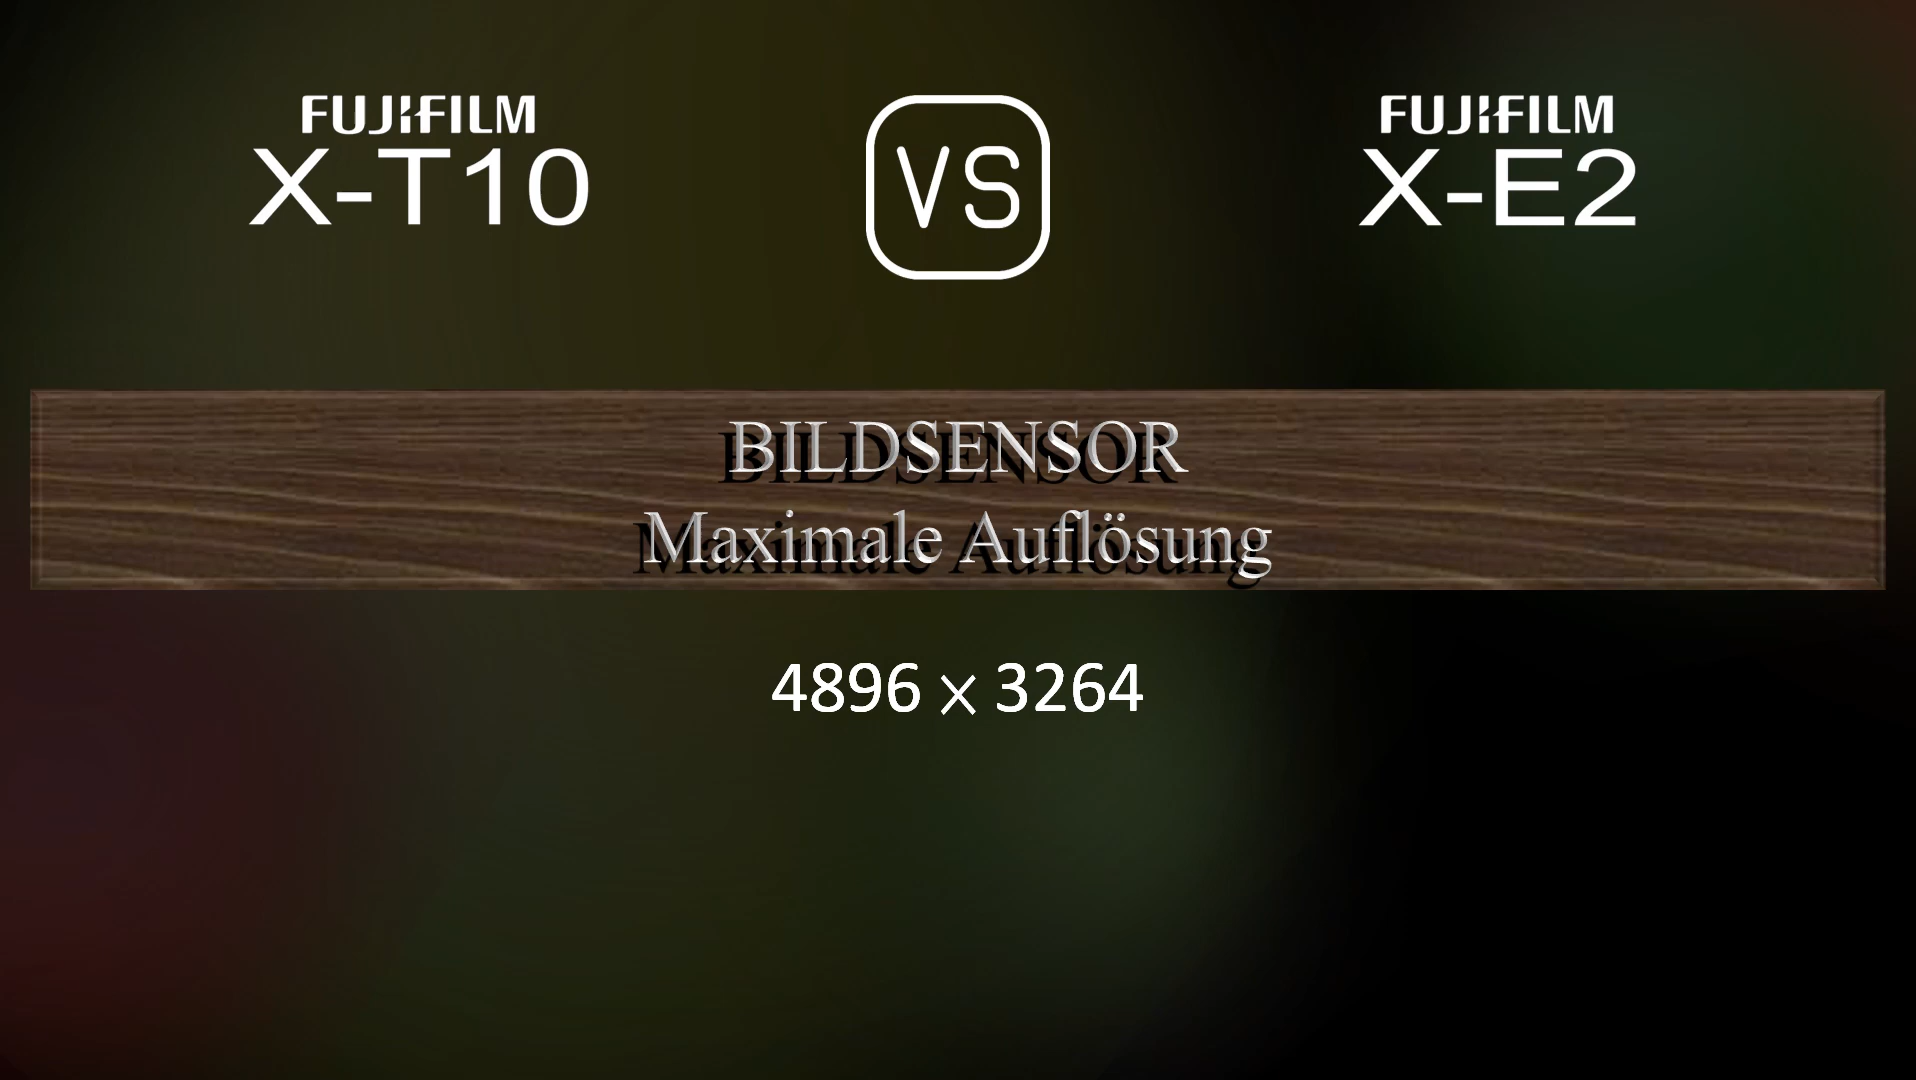 FUJIFILM
X-T10
VS
FUJIFILM
X-E2
BILDSENSOR
Maximale Auflösung
4896 x 3264